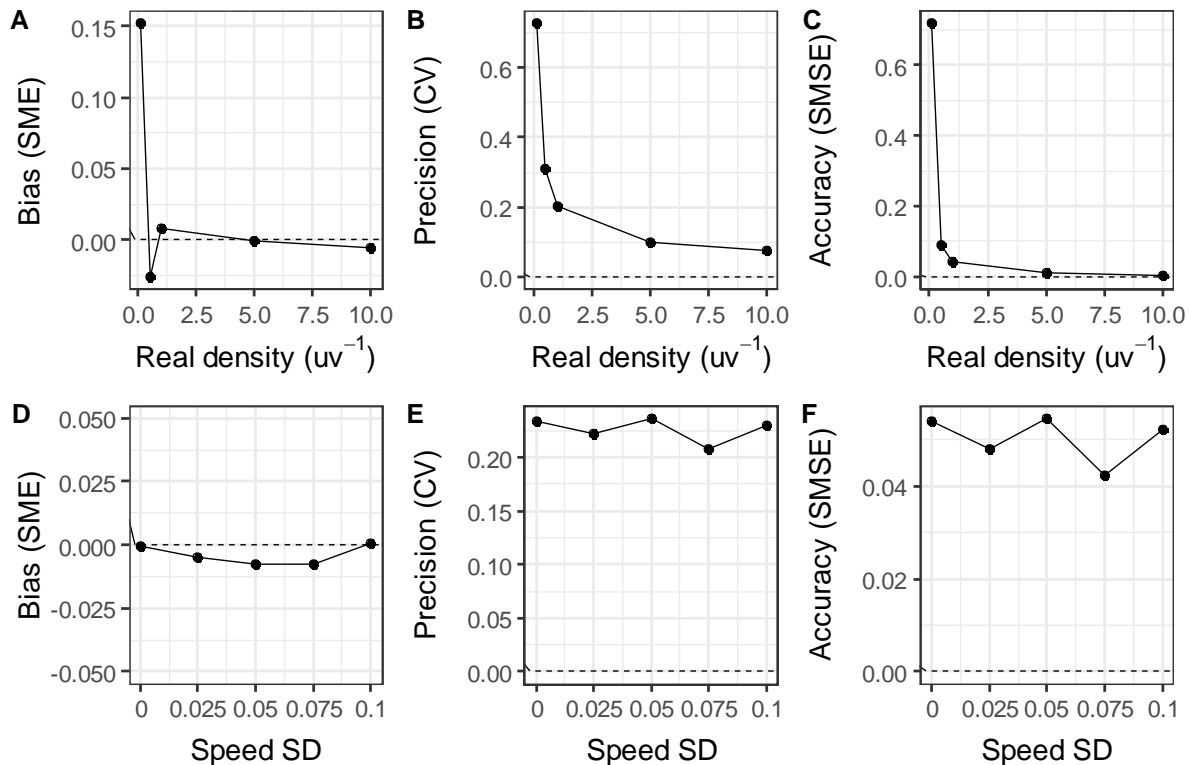 A
B
C
Bias (SME)
0.15
0.10
0.05
0.00
0.0 2.5 5.0 7.5 10.0
Real density (uv−1)
Precision (CV)
0.6
0.4
0.2
0.0
0.0 2.5 5.0 7.5 10.0
Real density (uv−1)
Accuracy (SMSE)
0.6
0.4
0.2
0.0
0.0 2.5 5.0 7.5 10.0
Real density (uv−1)
D
E
F
Bias (SME)
0.050
0.025
0.000
-0.025
-0.050
0 0.025 0.05 0.075 0.1
Speed SD
Precision (CV)
0.20
0.15
0.10
0.05
0.00
0 0.025 0.05 0.075 0.1
Speed SD
Accuracy (SMSE)
0.04
0.02
0.00
0 0.025 0.05 0.075 0.1
Speed SD